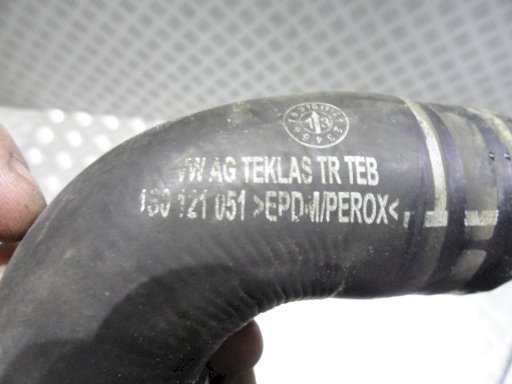 VW AG TEKLAS TR TEB
1S0 121 051 >EPDM/PEROX<,